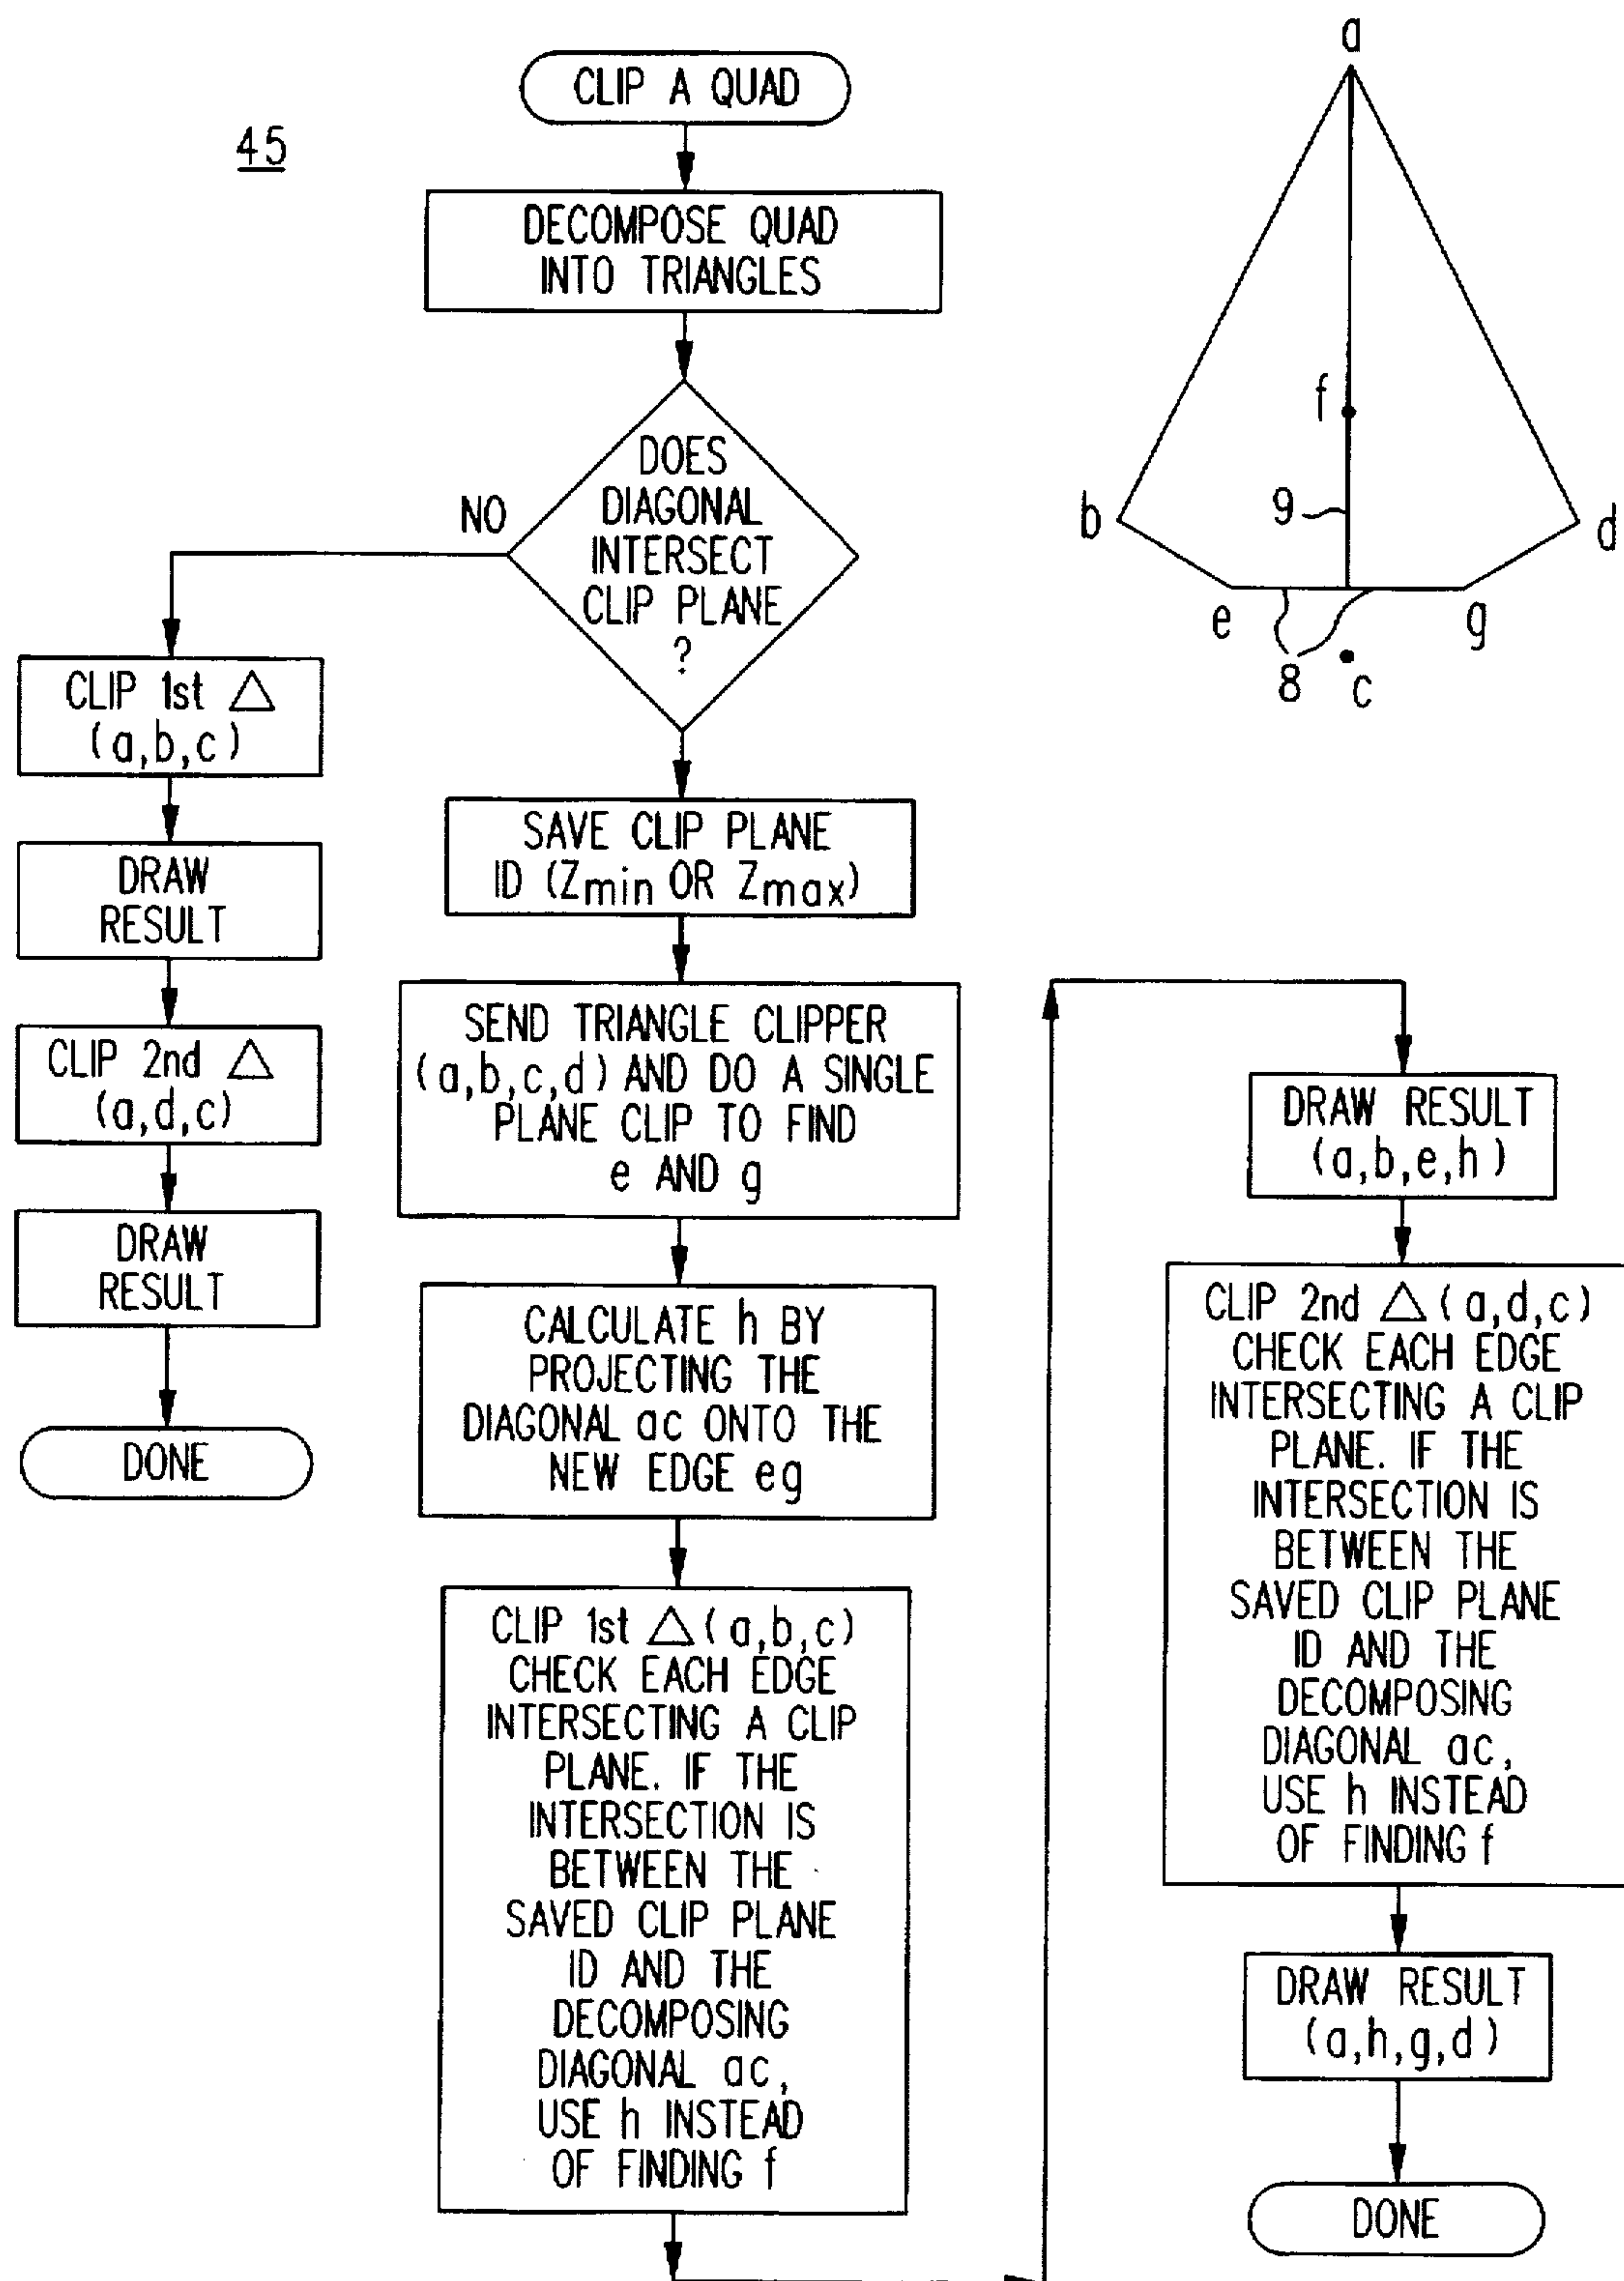 45
CLIP A QUAD
DECOMPOSE QUAD
INTO TRIANGLES
DOES
DIAGONAL
INTERSECT
CLIP PLANE
?
NO
CLIP 1st △
(a,b,c)
DRAW
RESULT
CLIP 2nd △
(a,d,c)
DRAW
RESULT
DONE
SAVE CLIP PLANE
ID (Zmin OR Zmax)
SEND TRIANGLE CLIPPER
(a,b,c,d) AND DO A SINGLE
PLANE CLIP TO FIND
e AND g
CALCULATE h BY
PROJECTING THE
DIAGONAL ac ONTO THE
NEW EDGE eg
CLIP 1st △(a,b,c)
CHECK EACH EDGE
INTERSECTING A CLIP
PLANE. IF THE
INTERSECTION IS
BETWEEN THE
SAVED CLIP PLANE
ID AND THE
DECOMPOSING
DIAGONAL ac,
USE h INSTEAD
OF FINDING f
DRAW RESULT
(a,b,e,h)
CLIP 2nd △(a,d,c)
CHECK EACH EDGE
INTERSECTING A CLIP
PLANE. IF THE
INTERSECTION IS
BETWEEN THE
SAVED CLIP PLANE
ID AND THE
DECOMPOSING
DIAGONAL ac,
USE h INSTEAD
OF FINDING f
DRAW RESULT
(a,h,g,d)
DONE
a
f
b
9
d
e
g
8
c